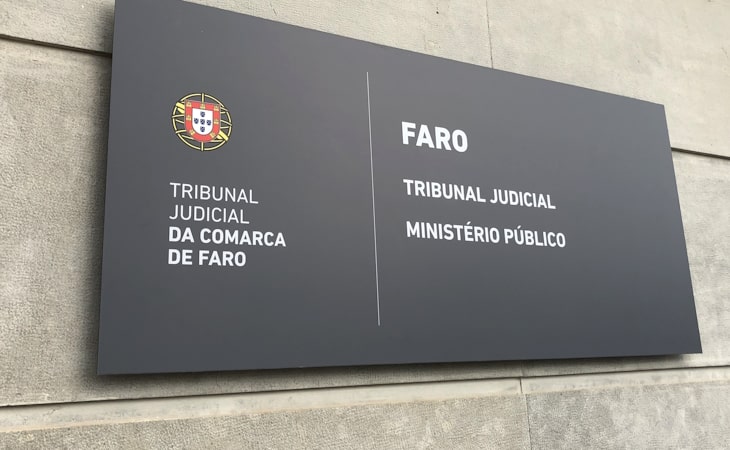 TRIBUNAL
JUDICIAL
DA COMARCA
DE FARO
FARO
TRIBUNAL JUDICIAL
MINISTÉRIO PÚBLICO